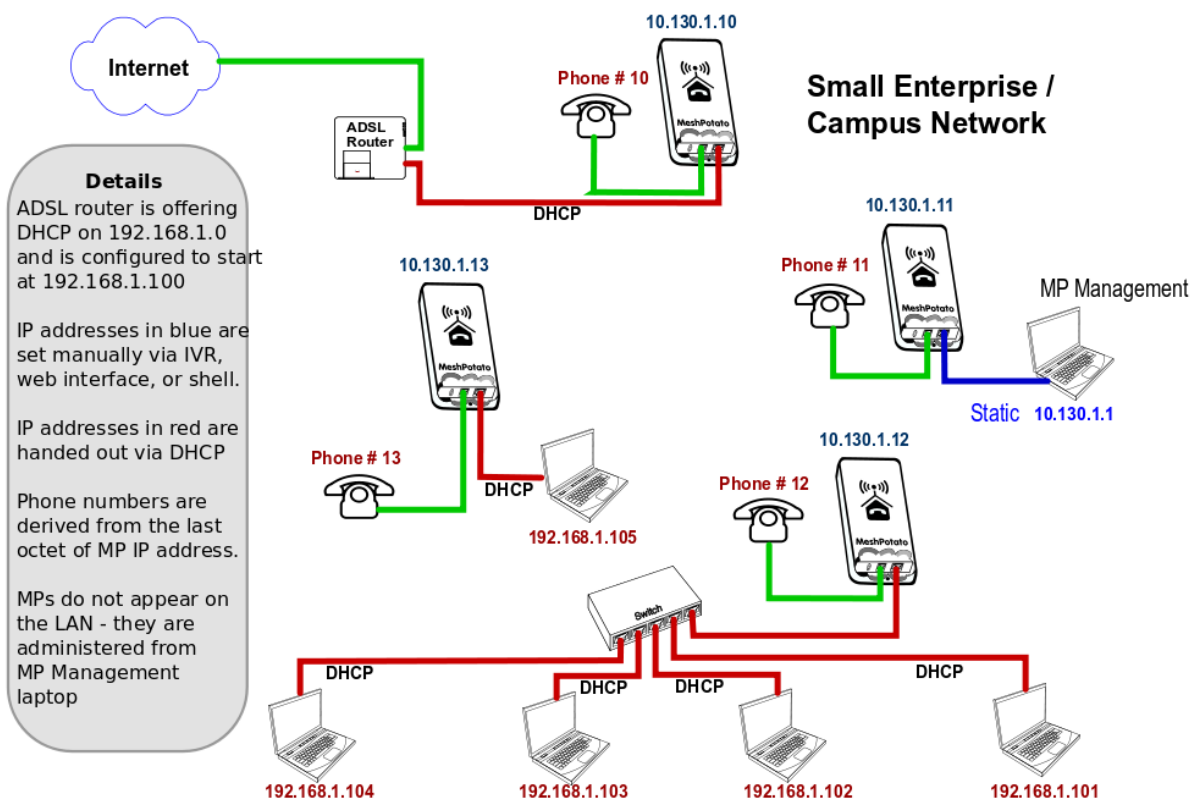 10.130.1.10
Internet
Phone # 10
Small Enterprise /
Campus Network
MeshPotato
ADSL
Router
DHCP
Details
ADSL router is offering
DHCP on 192.168.1.0
and is configured to start
at 192.168.1.100
IP addresses in blue are
set manually via IVR,
web interface, or shell.
IP addresses in red are
handed out via DHCP
Phone numbers are
derived from the last
octet of MP IP address.
MPs do not appear on
the LAN - they are
administered from
MP Management
laptop
10.130.1.11
Phone # 11
MeshPotato
MP Management
Static 10.130.1.1
10.130.1.13
MeshPotato
Phone # 13
DHCP
192.168.1.105
10.130.1.12
Phone # 12
MeshPotato
Switch
DHCP
DHCP
DHCP
DHCP
192.168.1.104
192.168.1.103
192.168.1.102
192.168.1.101